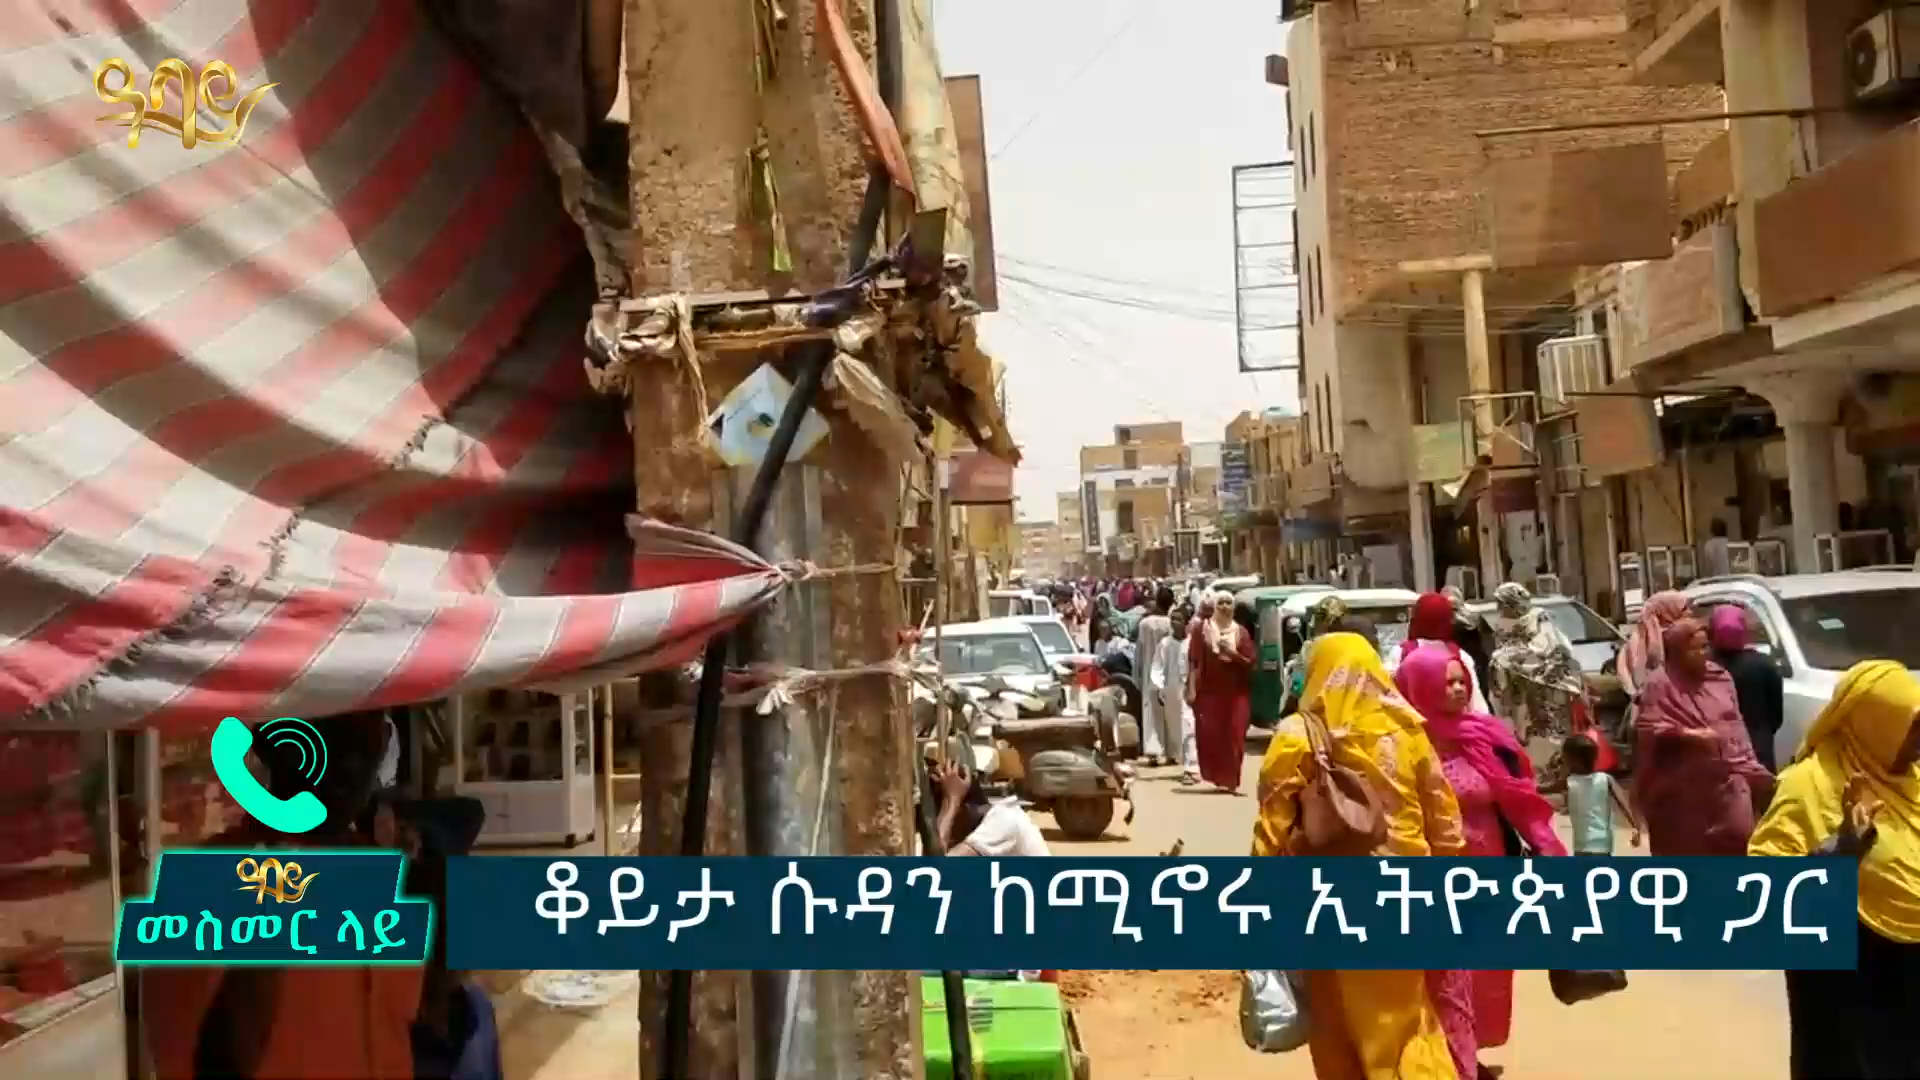 ዓባይ
ዓባይ
መስመር ላይ
ቆይታ ሱዳን ከሚኖሩ ኢትዮጵያዊ ጋር